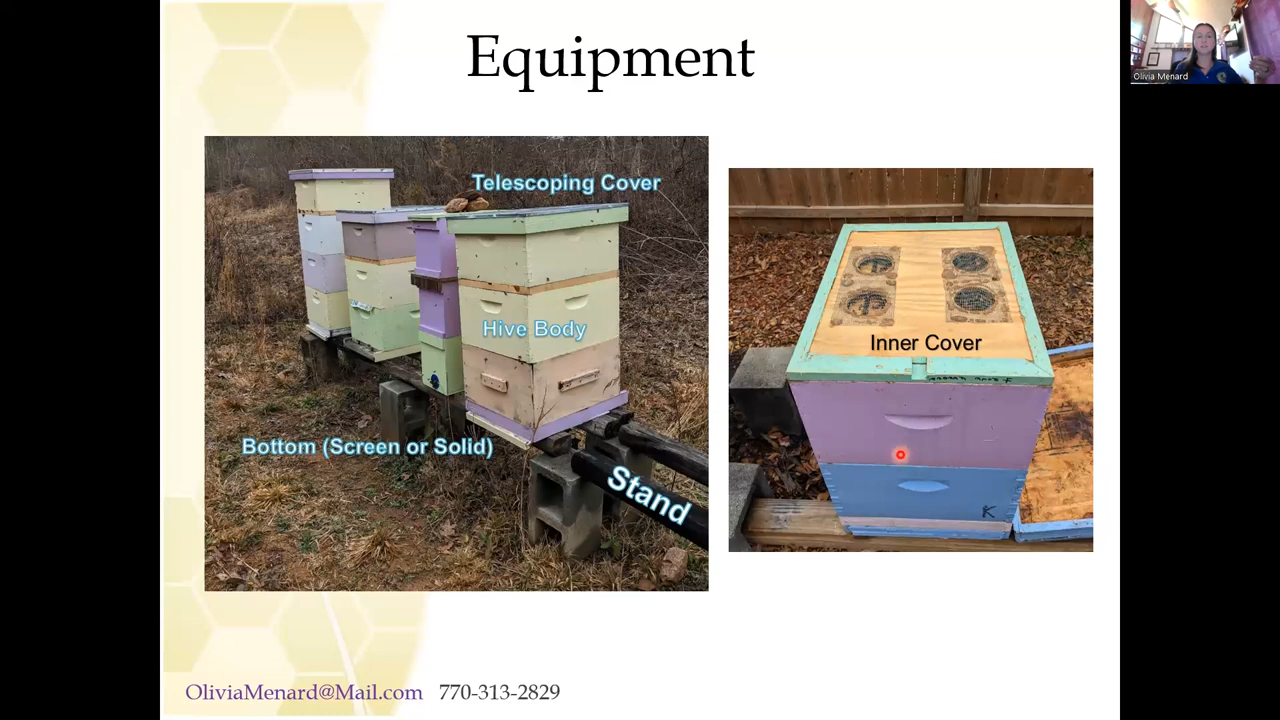 Equipment
Olivia Menard
Telescoping Cover
Hive Body
Inner Cover
Bottom (Screen or Solid)
Stand
K
OliviaMenard@Mail.com 770-313-2829